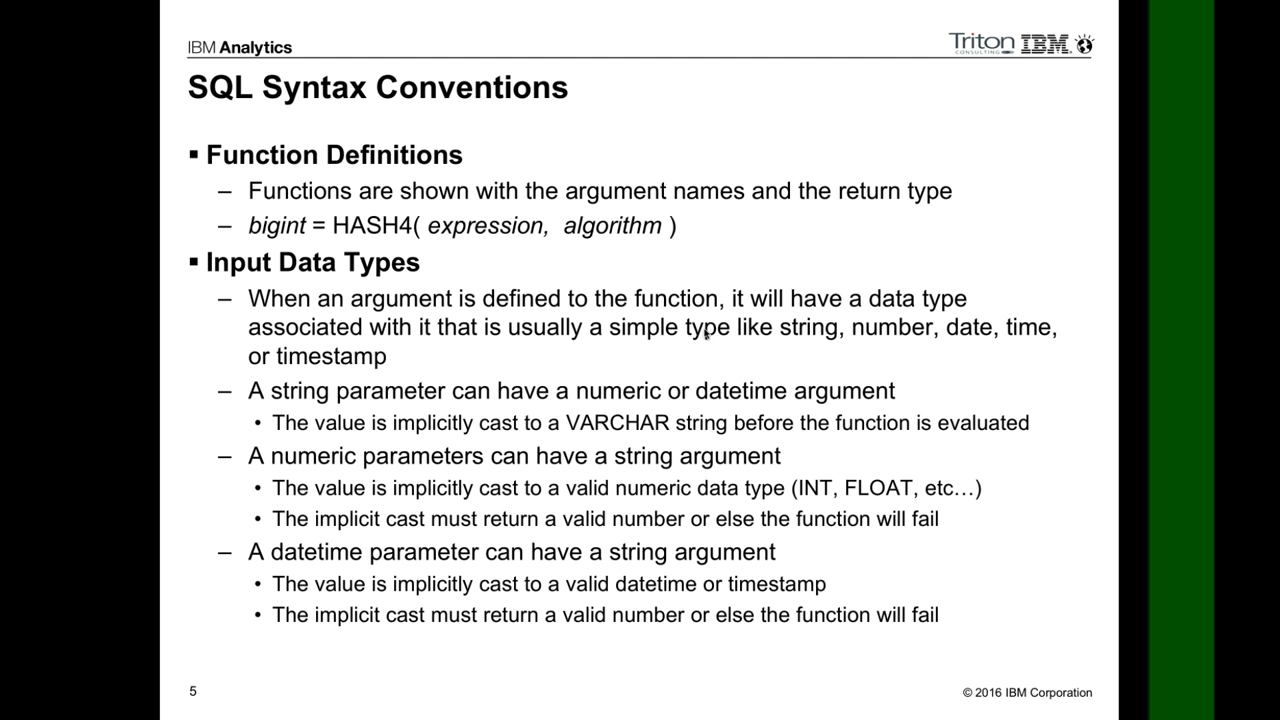 IBM Analytics
Triton IBM
CONSULTING
SQL Syntax Conventions
▪ Function Definitions
– Functions are shown with the argument names and the return type
– bigint = HASH4( expression, algorithm )
▪ Input Data Types
– When an argument is defined to the function, it will have a data type
associated with it that is usually a simple type like string, number, date, time,
or timestamp
– A string parameter can have a numeric or datetime argument
• The value is implicitly cast to a VARCHAR string before the function is evaluated
– A numeric parameters can have a string argument
• The value is implicitly cast to a valid numeric data type (INT, FLOAT, etc…)
• The implicit cast must return a valid number or else the function will fail
– A datetime parameter can have a string argument
• The value is implicitly cast to a valid datetime or timestamp
• The implicit cast must return a valid number or else the function will fail
5
© 2016 IBM Corporation